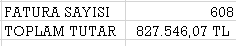 FATURA SAYISI 608
TOPLAM TUTAR 827.546,07 TL